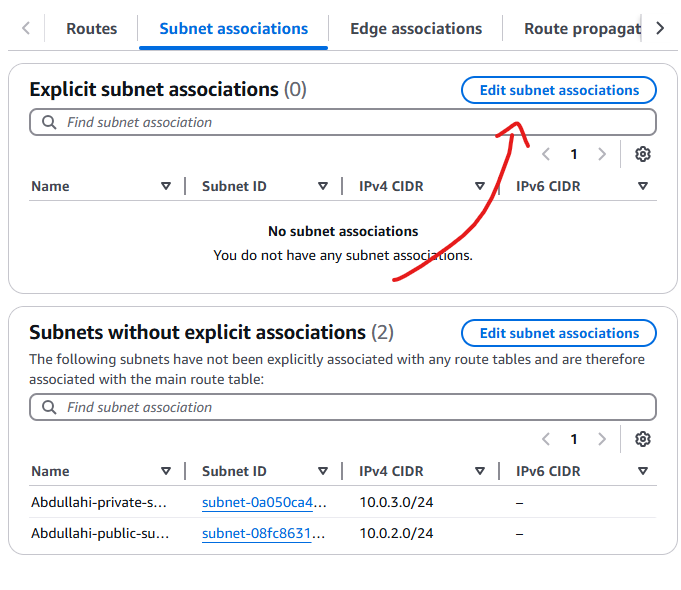 Routes Subnet associations Edge associations Route propagat
Explicit subnet associations (0) Edit subnet associations
Find subnet association
1
Name Subnet ID IPv4 CIDR IPv6 CIDR
No subnet associations
You do not have any subnet associations.
Subnets without explicit associations (2) Edit subnet associations
The following subnets have not been explicitly associated with any route tables and are therefore
associated with the main route table:
Find subnet association
1
Name Subnet ID IPv4 CIDR IPv6 CIDR
Abdullahi-private-s... subnet-0a050ca4... 10.0.3.0/24 –
Abdullahi-public-su... subnet-08fc8631... 10.0.2.0/24 –